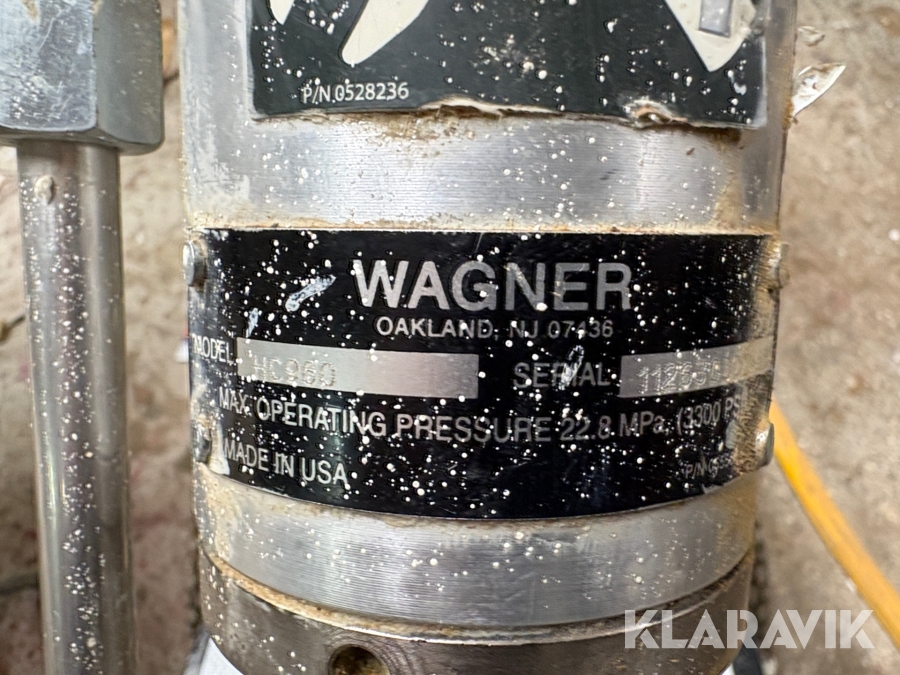 P/N.0528236
WAGNER
OAKLAND, NJ 07436
MODEL HC960 SERIAL
MAX. OPERATING PRESSURE 22.8 MPa. (3300 PSI
MADE IN USA
P/N
KLARAVIK